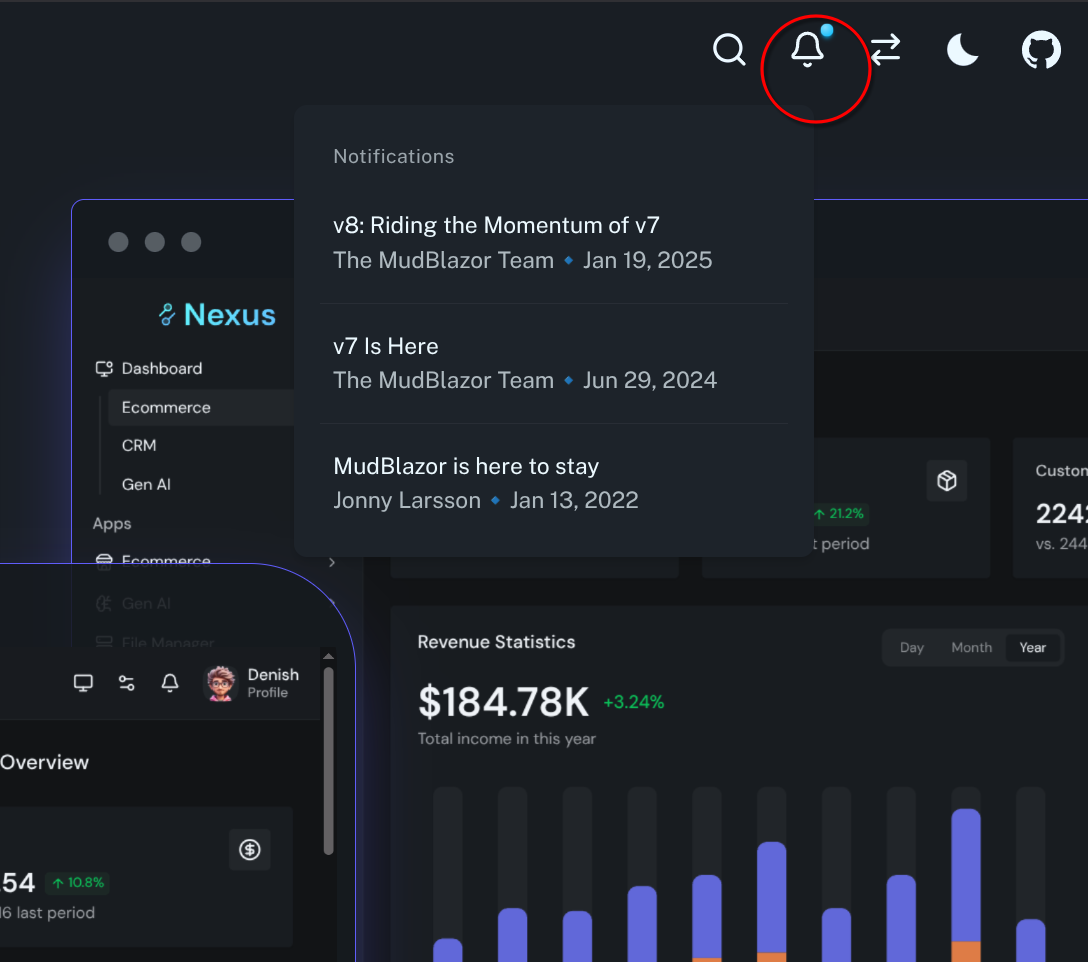 Notifications
v8: Riding the Momentum of v7
The MudBlazor Team 🔹 Jan 19, 2025
v7 Is Here
The MudBlazor Team 🔹 Jun 29, 2024
MudBlazor is here to stay
Jonny Larsson 🔹 Jan 13, 2022
Nexus
Dashboard
Ecommerce
CRM
Gen AI
Apps
Ecommerce
Gen AI
File Manager
21.2%
period
2242
vs. 244
Revenue Statistics
Day Month Year
$184.78K +3.24%
Total income in this year
Denish
Profile
Overview
54 10.8%
last period